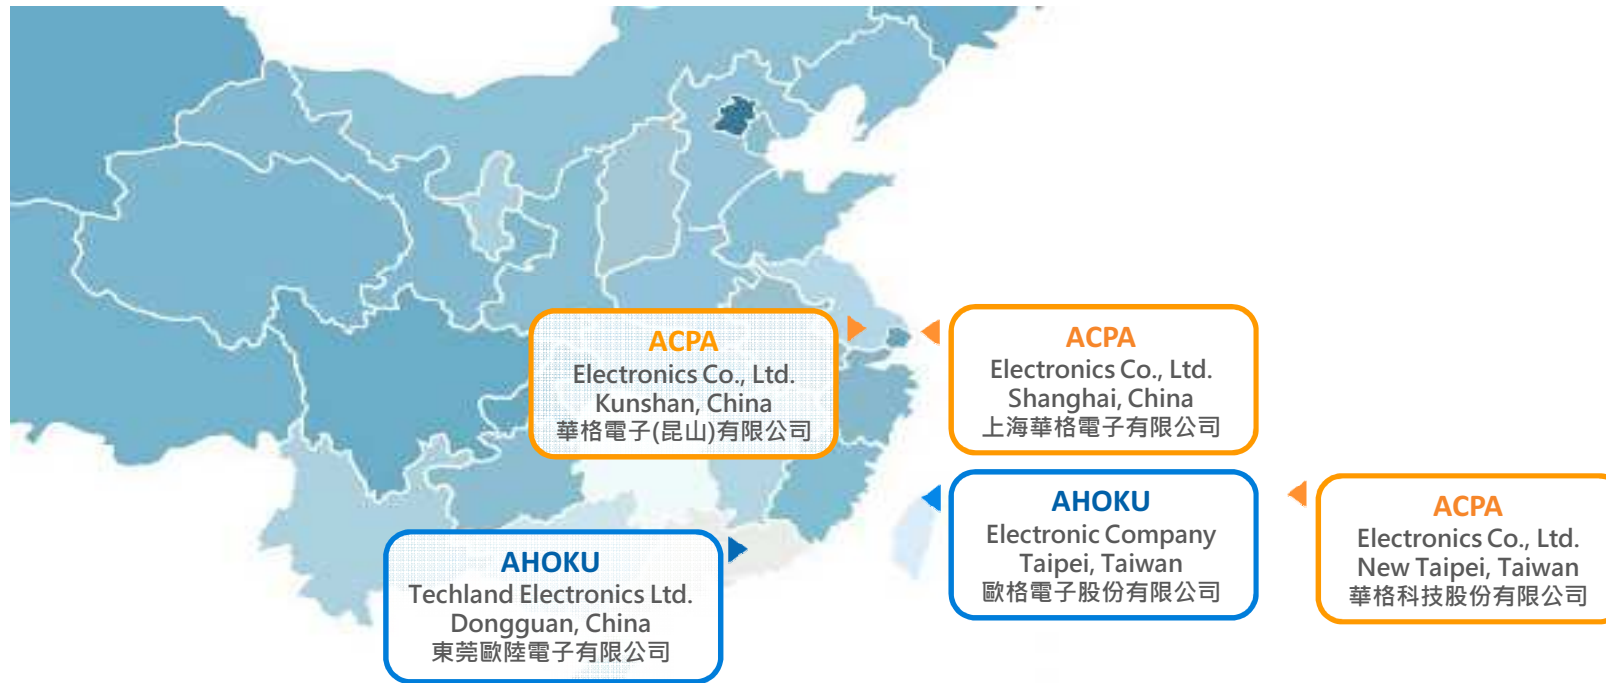 ACPA
Electronics Co., Ltd.
Kunshan, China
華格電子(昆山)有限公司
ACPA
Electronics Co., Ltd.
Shanghai, China
上海華格電子有限公司
AHOKU
Electronic Company
Taipei, Taiwan
歐格電子股份有限公司
ACPA
Electronics Co., Ltd.
New Taipei, Taiwan
華格科技股份有限公司
AHOKU
Techland Electronics Ltd.
Dongguan, China
東莞歐陸電子有限公司